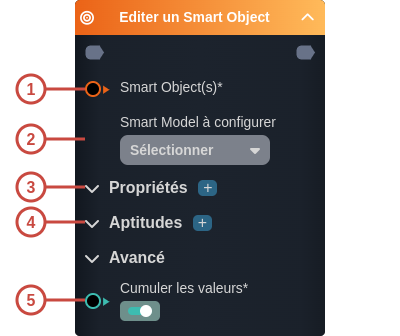 Editer un Smart Object
1
Smart Object(s)*
Smart Model à configurer
2
Sélectionner
3
Propriétés +
4
Aptitudes +
Avancé
Cumuler les valeurs*
5